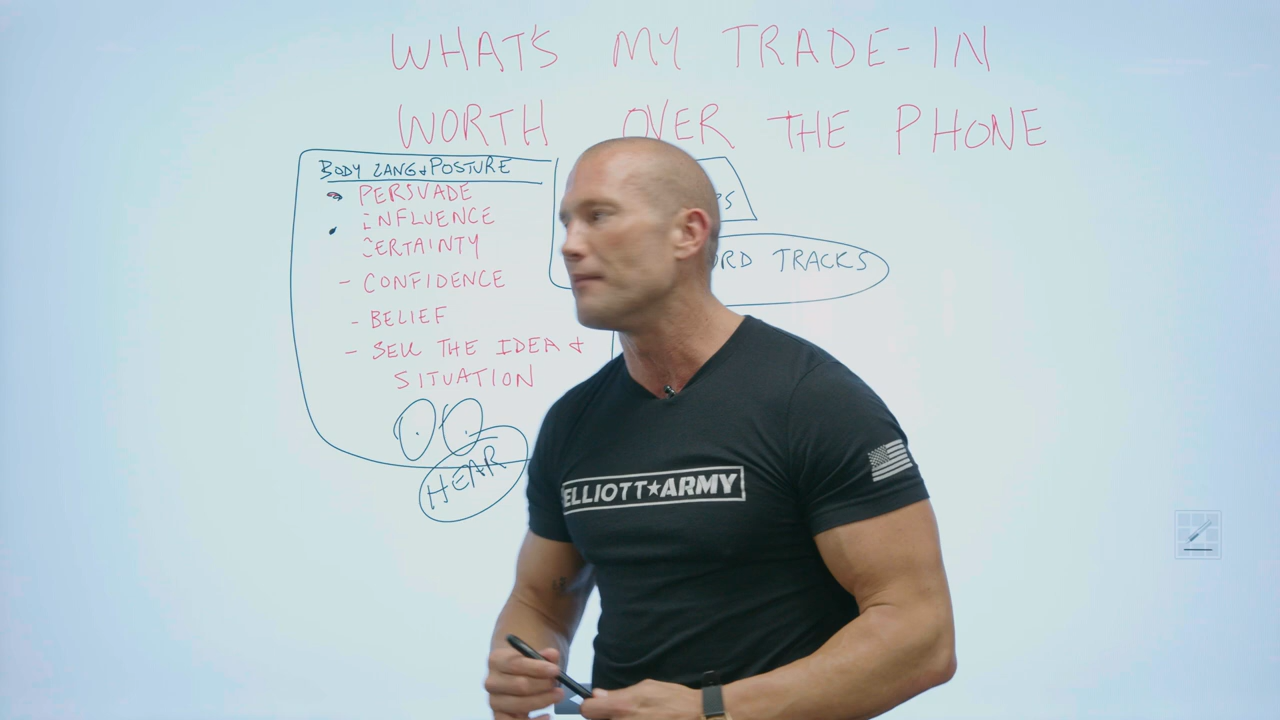 WHAT'S MY TRADE-IN
WORTH OVER THE PHONE
BODY LANG + POSTURE
PERSUADE
INFLUENCE
CERTAINTY
- CONFIDENCE
- BELIEF
- SELL THE IDEA +
SITUATION
HEAR
TRACKS
ELLIOTT★ARMY